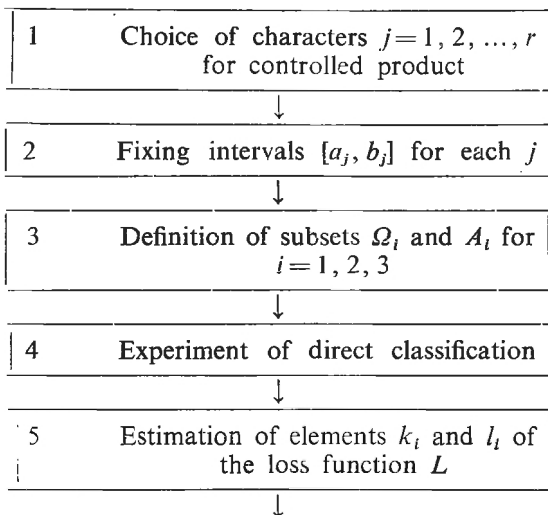 1 Choice of characters j=1, 2, ..., r
for controlled product
↓
2 Fixing intervals [a_j, b_j] for each j
↓
3 Definition of subsets Ω_i and A_i for
i=1, 2, 3
↓
4 Experiment of direct classification
↓
5 Estimation of elements k_i and l_i of
the loss function L
↓